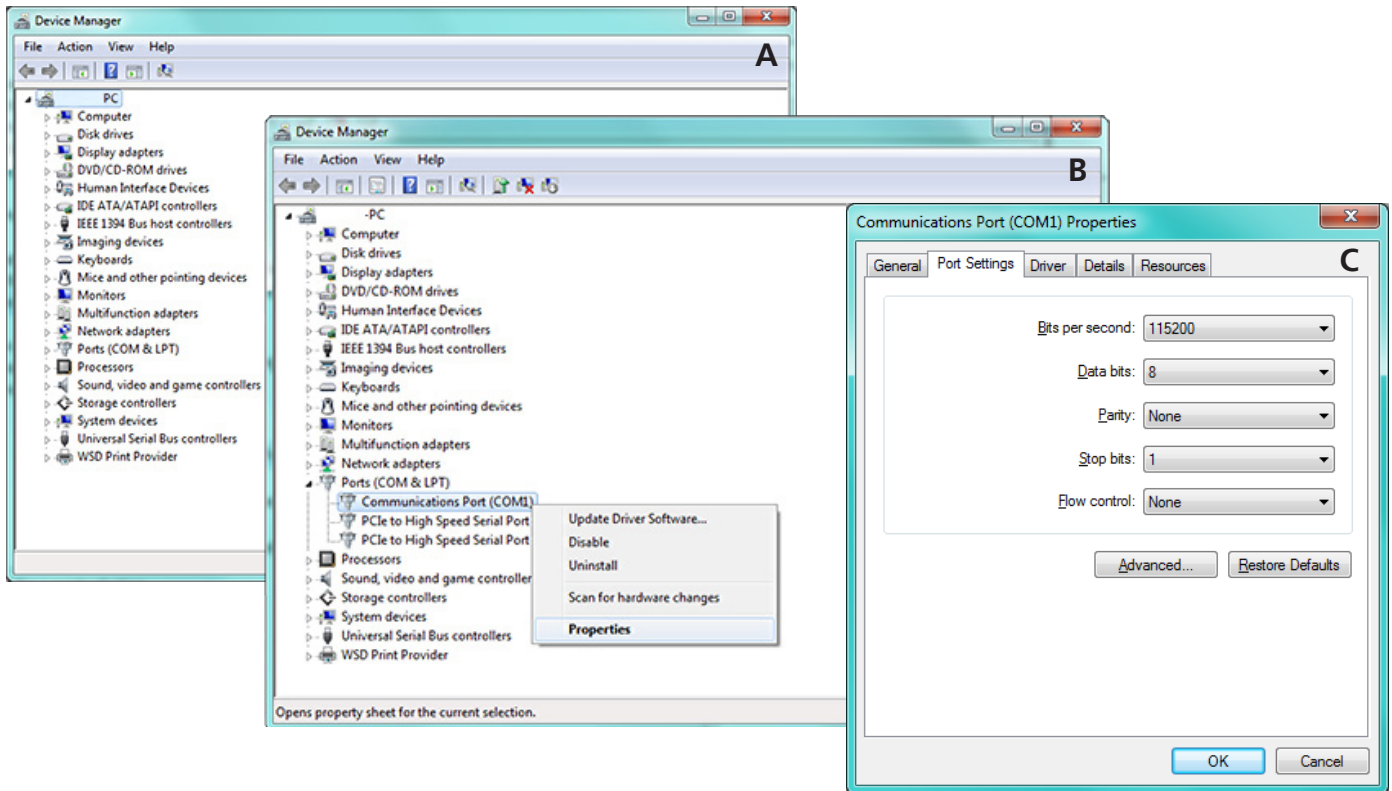 Device Manager
File Action View Help
A
PC
Computer
Disk drives
Display adapters
DVD/CD-ROM drives
Human Interface Devices
IDE ATA/ATAPI controllers
IEEE 1394 Bus host controllers
Imaging devices
Keyboards
Mice and other pointing devices
Monitors
Multifunction adapters
Network adapters
Ports (COM & LPT)
Processors
Sound, video and game controllers
Storage controllers
System devices
Universal Serial Bus controllers
WSD Print Provider
Device Manager
File Action View Help
B
-PC
Computer
Disk drives
Display adapters
DVD/CD-ROM drives
Human Interface Devices
IDE ATA/ATAPI controllers
IEEE 1394 Bus host controllers
Imaging devices
Keyboards
Mice and other pointing devices
Monitors
Multifunction adapters
Network adapters
Ports (COM & LPT)
Communications Port (COM1)
PCIe to High Speed Serial Port
PCIe to High Speed Serial Port
Processors
Sound, video and game controller
Storage controllers
System devices
Universal Serial Bus controllers
WSD Print Provider
Update Driver Software...
Disable
Uninstall
Scan for hardware changes
Properties
Opens property sheet for the current selection.
Communications Port (COM1) Properties
General Port Settings Driver Details Resources
C
Bits per second: 115200
Data bits: 8
Parity: None
Stop bits: 1
Flow control: None
Advanced... Restore Defaults
OK Cancel